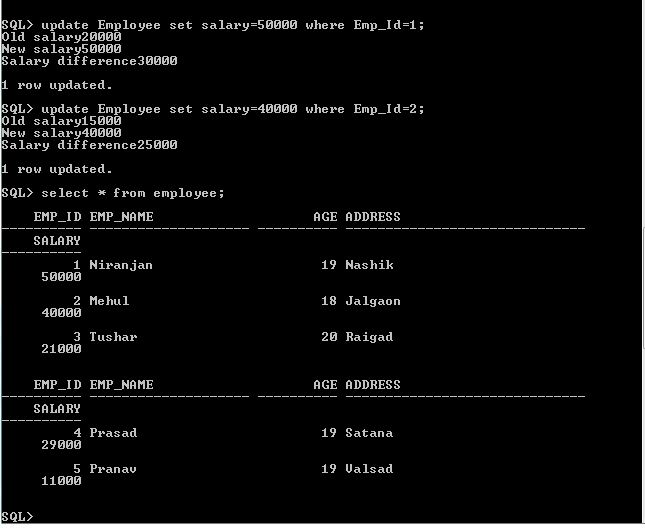 SQL> update Employee set salary=50000 where Emp_Id=1;
Old salary20000
New salary50000
Salary difference30000
1 row updated.
SQL> update Employee set salary=40000 where Emp_Id=2;
Old salary15000
New salary40000
Salary difference25000
1 row updated.
SQL> select * from employee;
EMP_ID EMP_NAME AGE ADDRESS
---------- -------------------- ---------- ------------------------------
SALARY
----------
1 Niranjan 19 Nashik
50000
2 Mehul 18 Jalgaon
40000
3 Tushar 20 Raigad
21000
EMP_ID EMP_NAME AGE ADDRESS
---------- -------------------- ---------- ------------------------------
SALARY
----------
4 Prasad 19 Satana
29000
5 Pranav 19 Valsad
11000
SQL>